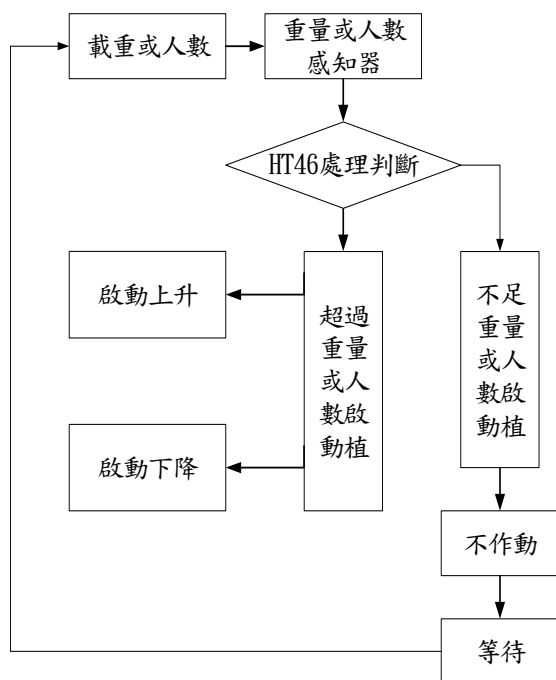 載重或人數
重量或人數
感知器
HT46處理判斷
啟動上升
啟動下降
超過
重量
或人
數啟
動植
不足
重量
或人
數啟
動植
不作動
等待